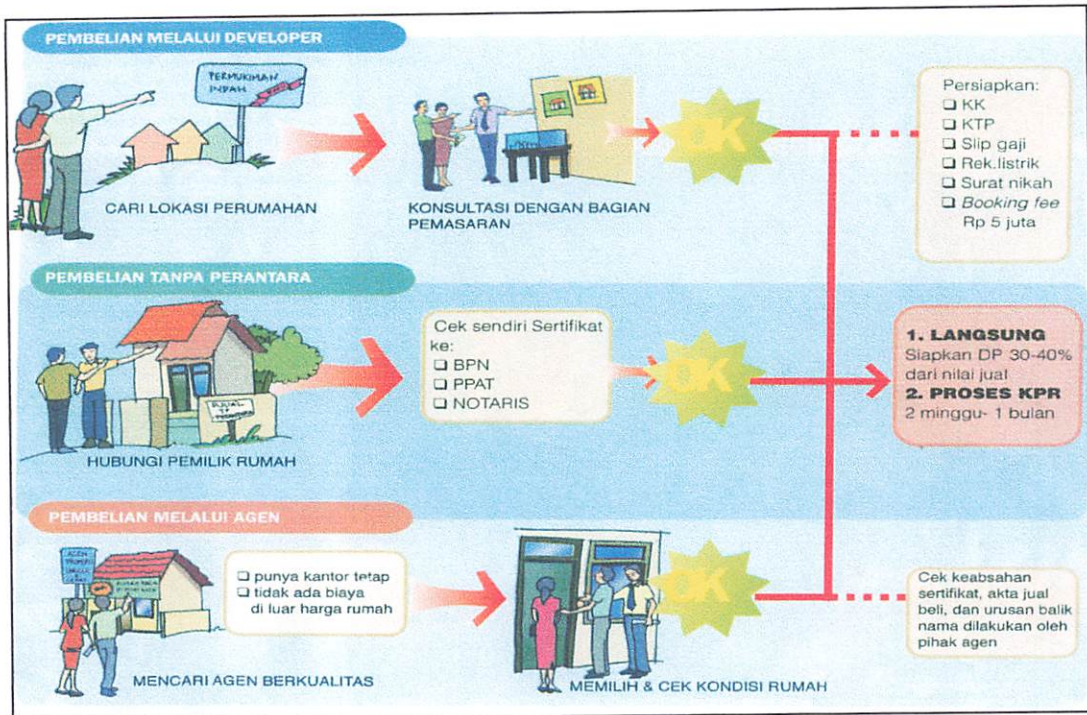 PEMBELIAN MELALUI DEVELOPER
PERMUKIMAN
INDAH
CARI LOKASI PERUMAHAN
KONSULTASI DENGAN BAGIAN
PEMASARAN
OK
Persiapkan:
❑ KK
❑ KTP
❑ Slip gaji
❑ Rek.listrik
❑ Surat nikah
❑ Booking fee
Rp 5 juta
PEMBELIAN TANPA PERANTARA
DIJUAL
HUBUNGI PEMILIK RUMAH
Cek sendiri Sertifikat
ke:
❑ BPN
❑ PPAT
❑ NOTARIS
OK
1. LANGSUNG
Siapkan DP 30-40%
dari nilai jual
2. PROSES KPR
2 minggu- 1 bulan
PEMBELIAN MELALUI AGEN
AGEN
❑ punya kantor tetap
❑ tidak ada biaya
di luar harga rumah
MENCARI AGEN BERKUALITAS
MEMILIH & CEK KONDISI RUMAH
OK
Cek keabsahan
sertifikat, akta jual
beli, dan urusan balik
nama dilakukan oleh
pihak agen